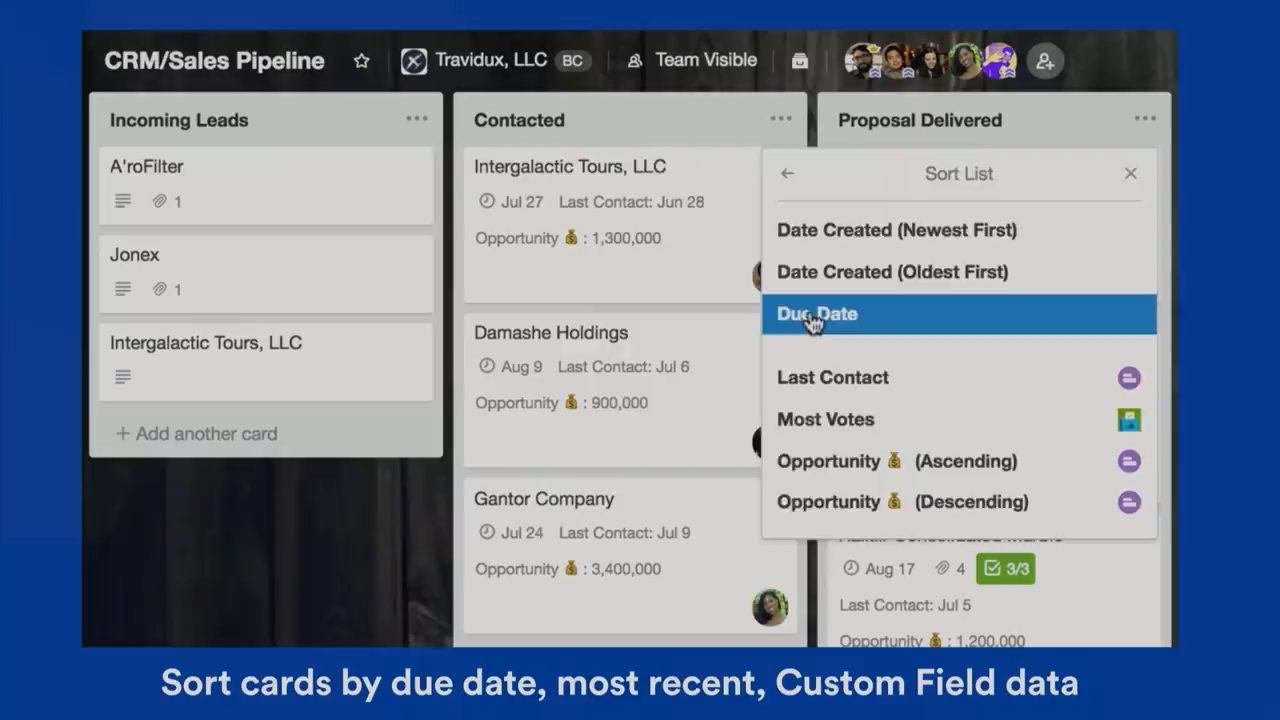 CRM/Sales Pipeline
Travidux, LLC BC
Team Visible
Incoming Leads
A'roFilter
1
Jonex
1
Intergalactic Tours, LLC
+ Add another card
Contacted
Intergalactic Tours, LLC
Jul 27 Last Contact: Jun 28
Opportunity 💰 : 1,300,000
Damashe Holdings
Aug 9 Last Contact: Jul 6
Opportunity 💰 : 900,000
Gantor Company
Jul 24 Last Contact: Jul 9
Opportunity 💰 : 3,400,000
Proposal Delivered
Sort List
Date Created (Newest First)
Date Created (Oldest First)
Due Date
Last Contact
Most Votes
Opportunity 💰 (Ascending)
Opportunity 💰 (Descending)
Aug 17 4 3/3
Last Contact: Jul 5
Opportunity 💰 : 1,200,000
Sort cards by due date, most recent, Custom Field data